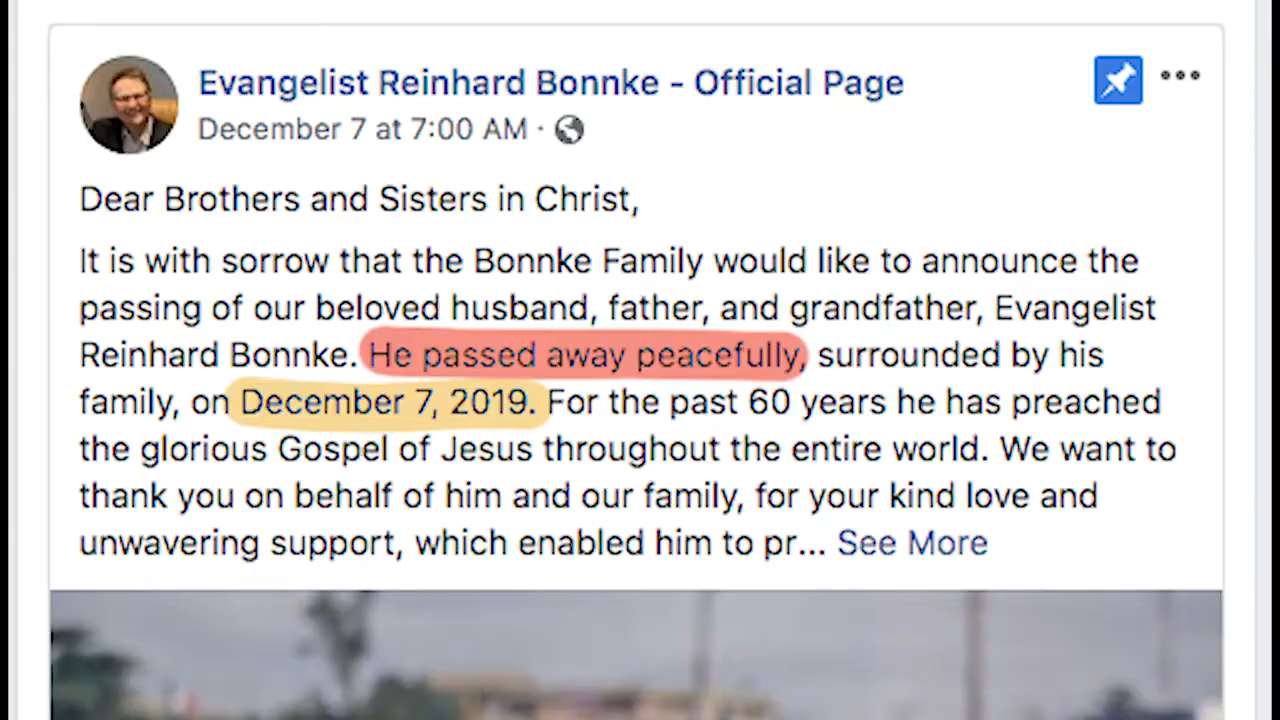 Evangelist Reinhard Bonnke - Official Page
December 7 at 7:00 AM ·
Dear Brothers and Sisters in Christ,
It is with sorrow that the Bonnke Family would like to announce the
passing of our beloved husband, father, and grandfather, Evangelist
Reinhard Bonnke. He passed away peacefully, surrounded by his
family, on December 7, 2019. For the past 60 years he has preached
the glorious Gospel of Jesus throughout the entire world. We want to
thank you on behalf of him and our family, for your kind love and
unwavering support, which enabled him to pr... See More